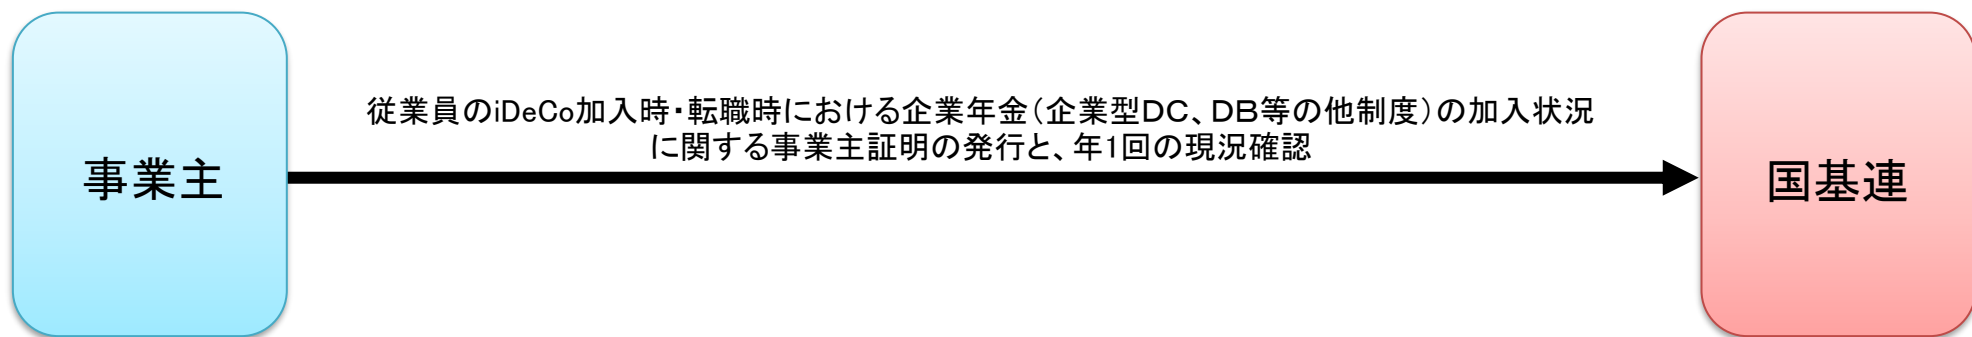 従業員のiDeCo加入時・転職時における企業年金（企業型ＤＣ、ＤＢ等の他制度）の加入状況
に関する事業主証明の発行と、年1回の現況確認
事業主
国基連